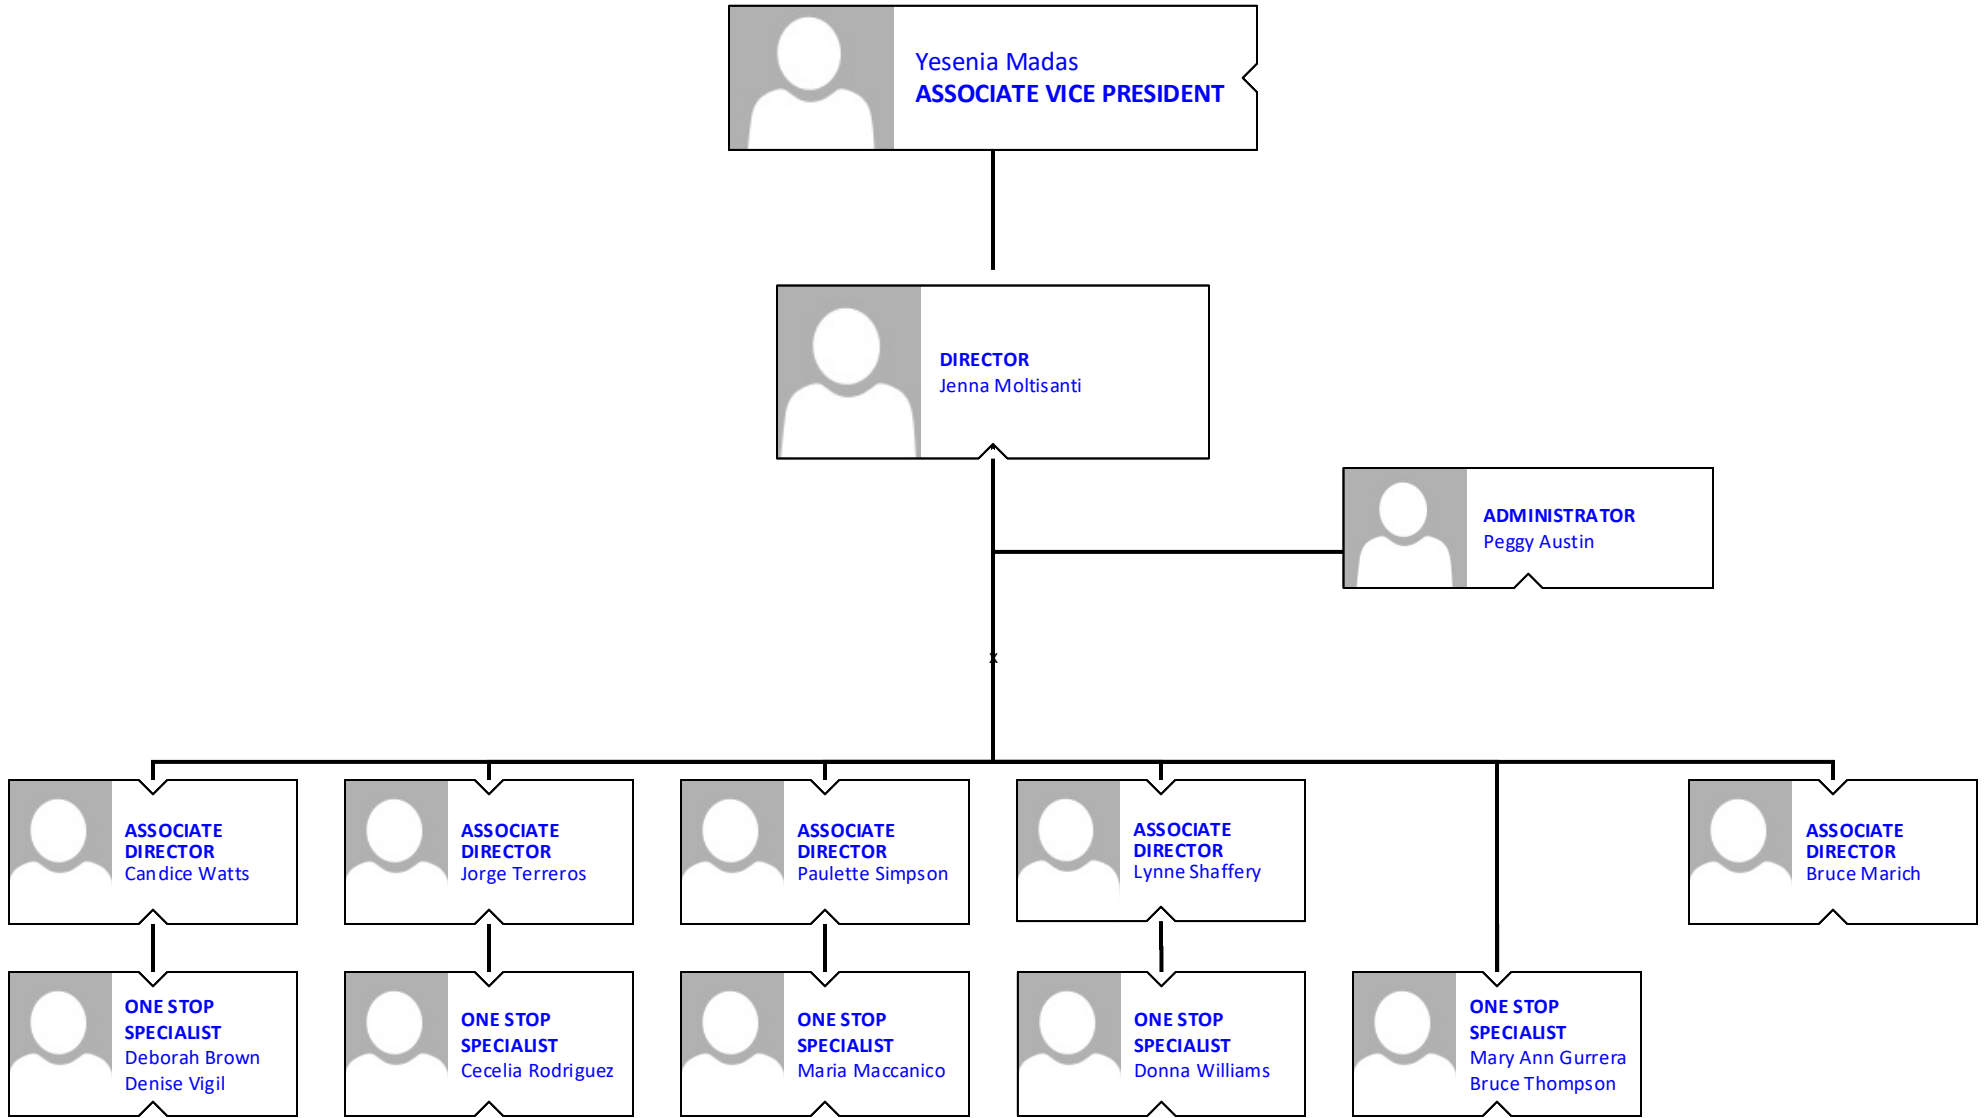 Yesenia Madas
ASSOCIATE VICE PRESIDENT
DIRECTOR
Jenna Moltisanti
ADMINISTRATOR
Peggy Austin
x
ASSOCIATE
DIRECTOR
Candice Watts
ASSOCIATE
DIRECTOR
Jorge Terreros
ASSOCIATE
DIRECTOR
Paulette Simpson
ASSOCIATE
DIRECTOR
Lynne Shaffery
ASSOCIATE
DIRECTOR
Bruce Marich
ONE STOP
SPECIALIST
Deborah Brown
Denise Vigil
ONE STOP
SPECIALIST
Cecelia Rodriguez
ONE STOP
SPECIALIST
Maria Maccanico
ONE STOP
SPECIALIST
Donna Williams
ONE STOP
SPECIALIST
Mary Ann Gurrera
Bruce Thompson